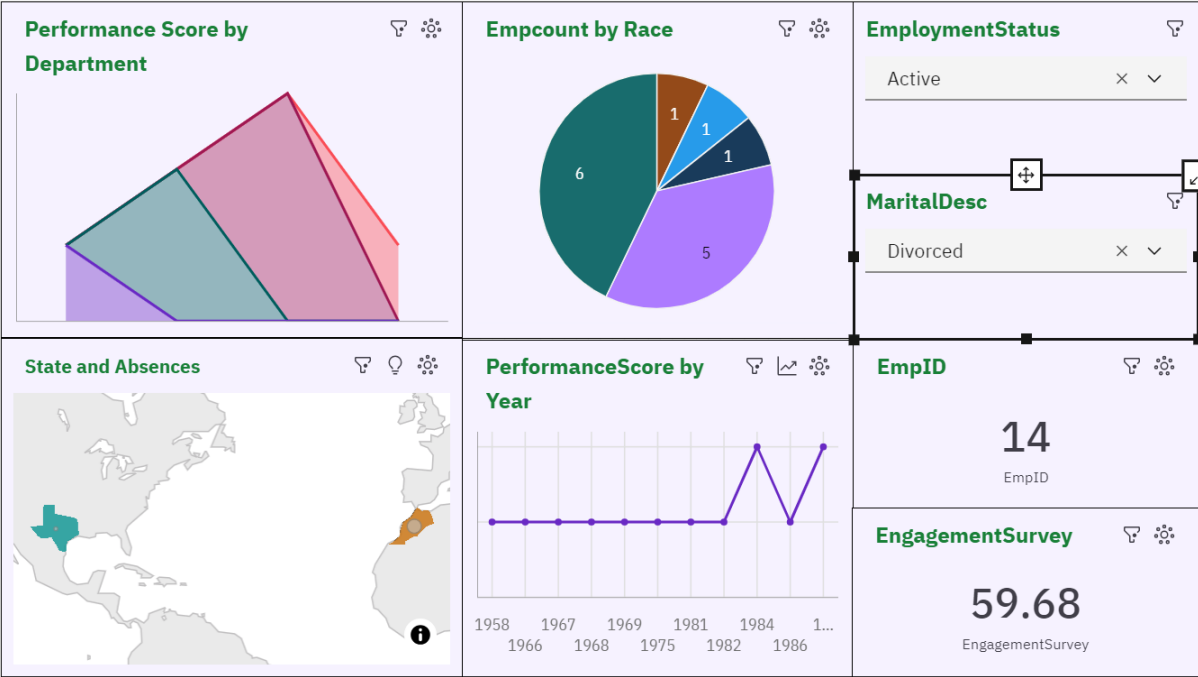 Performance Score by
Department
Empcount by Race
1
1
1
6
5
EmploymentStatus
Active
MaritalDesc
Divorced
State and Absences
PerformanceScore by
Year
1958
1967
1969
1981
1984
1...
1966
1968
1975
1982
1986
EmpID
14
EmpID
EngagementSurvey
59.68
EngagementSurvey